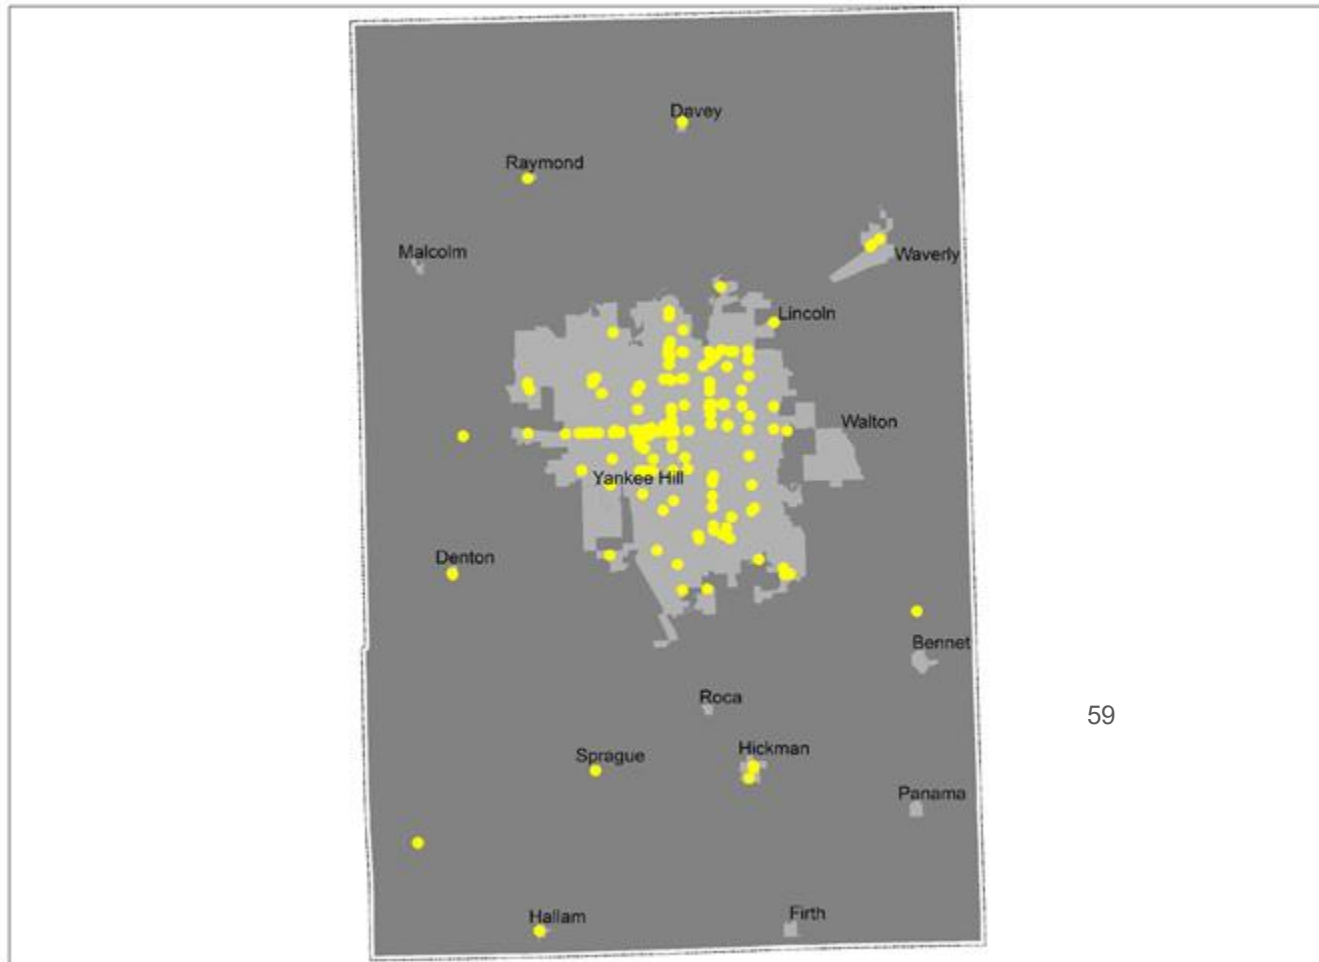 Davey
Raymond
Malcolm
Waverly
Lincoln
Walton
Yankee Hill
Denton
Bennet
Roca
59
Hickman
Sprague
Panama
Firth
Hallam